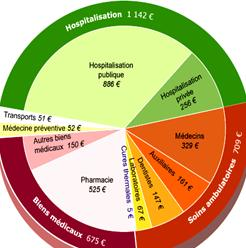 Hospitalisation 1 142 €
Hospitalisation
publique
886 €
Hospitalisation
privée
256 €
Transports 51 €
Médecine préventive 52 €
Autres biens
médicaux 150 €
Médecins
329 €
Auxiliaires 161 €
Dentistes 147 €
Laboratoires 67 €
Cures thermales 5 €
Pharmacie
525 €
Soins ambulatoires 709 €
Biens médicaux 675 €